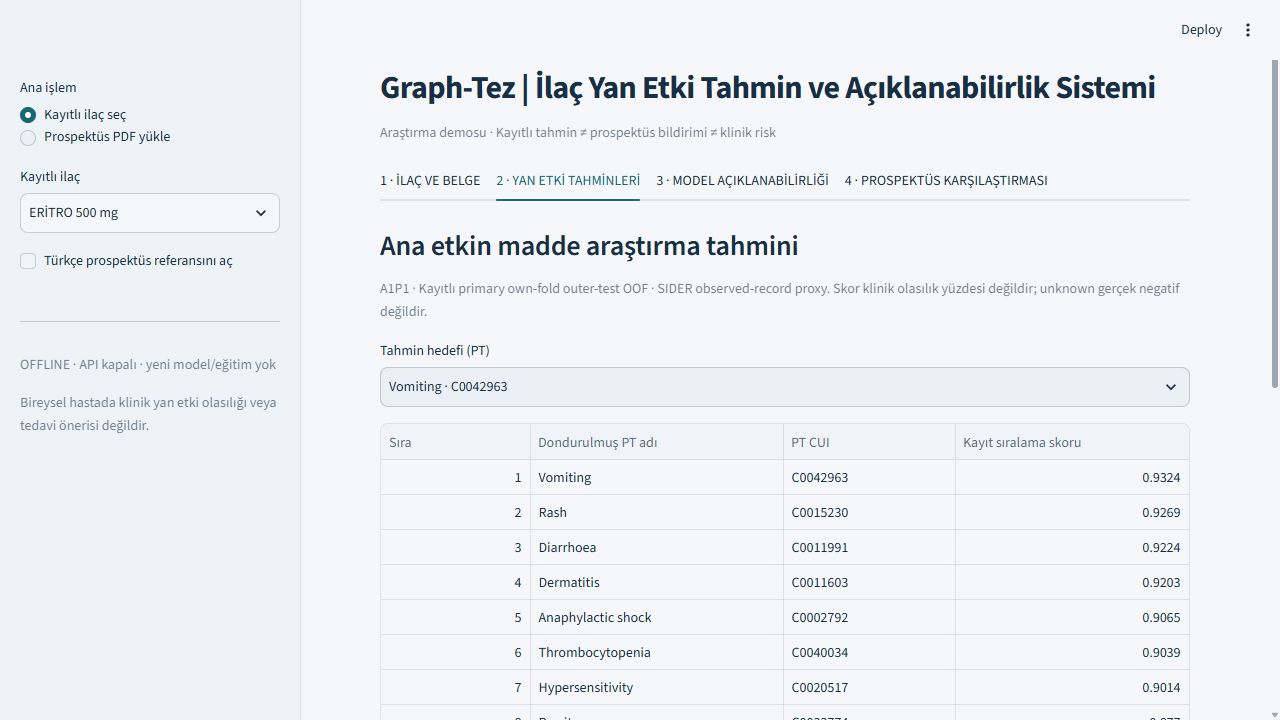 Deploy
Ana işlem
Kayıtlı ilaç seç
Prospektüs PDF yükle
Kayıtlı ilaç
ERİTRO 500 mg
Türkçe prospektüs referansını aç
OFFLINE · API kapalı · yeni model/eğitim yok
Bireysel hastada klinik yan etki olasılığı veya
tedavi önerisi değildir.
Graph-Tez | İlaç Yan Etki Tahmin ve Açıklanabilirlik Sistemi
Araştırma demosu · Kayıtlı tahmin ≠ prospektüs bildirimi ≠ klinik risk
1 · İLAÇ VE BELGE 2 · YAN ETKİ TAHMİNLERİ 3 · MODEL AÇIKLANABİLİRLİĞİ 4 · PROSPEKTÜS KARŞILAŞTIRMASI
Ana etkin madde araştırma tahmini
A1P1 · Kayıtlı primary own-fold outer-test OOF · SIDER observed-record proxy. Skor klinik olasılık yüzdesi değildir; unknown gerçek negatif
değildir.
Tahmin hedefi (PT)
Vomiting · C0042963
Sıra Dondurulmuş PT adı PT CUI Kayıt sıralama skoru
1 Vomiting C0042963 0.9324
2 Rash C0015230 0.9269
3 Diarrhoea C0011991 0.9224
4 Dermatitis C0011603 0.9203
5 Anaphylactic shock C0002792 0.9065
6 Thrombocytopenia C0040034 0.9039
7 Hypersensitivity C0020517 0.9014